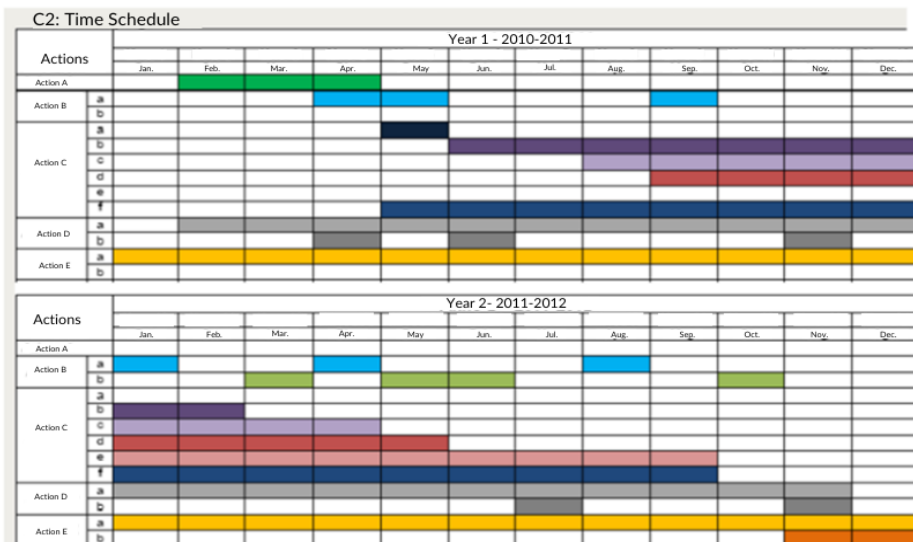 C2: Time Schedule
Actions
Year 1 - 2010-2011
Jan. Feb. Mar. Apr. May Jun. Jul. Aug. Sep. Oct. Nov. Dec.
Action A
Action B a
b
Action C a
b
c
d
e
f
Action D a
b
Action E a
b
Actions
Year 2- 2011-2012
Jan. Feb. Mar. Apr. May Jun. Jul. Aug. Sep. Oct. Nov. Dec.
Action A
Action B a
b
Action C a
b
c
d
e
f
Action D a
b
Action E a
b